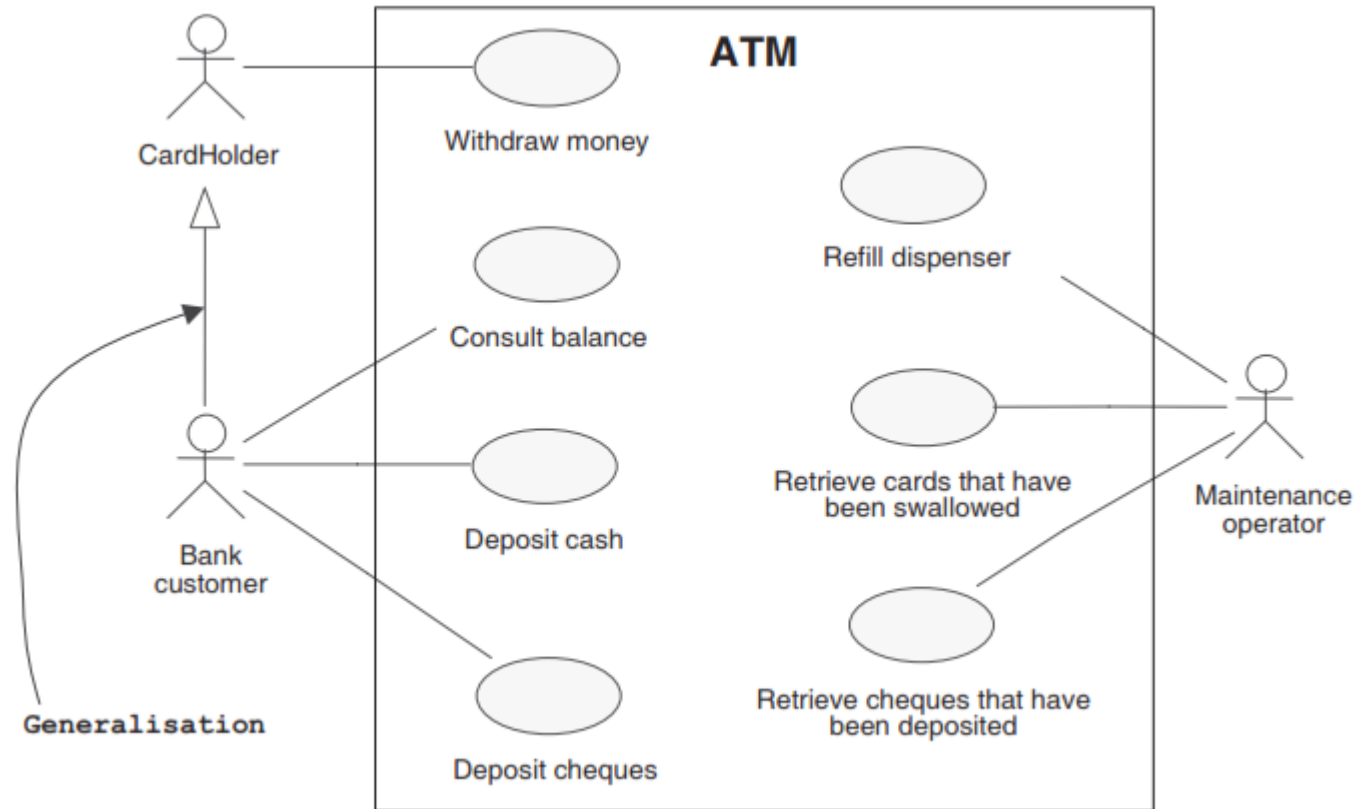 ATM
CardHolder
Withdraw money
Refill dispenser
Consult balance
Retrieve cards that have
been swallowed
Maintenance
operator
Bank
customer
Deposit cash
Retrieve cheques that have
been deposited
Generalisation
Deposit cheques